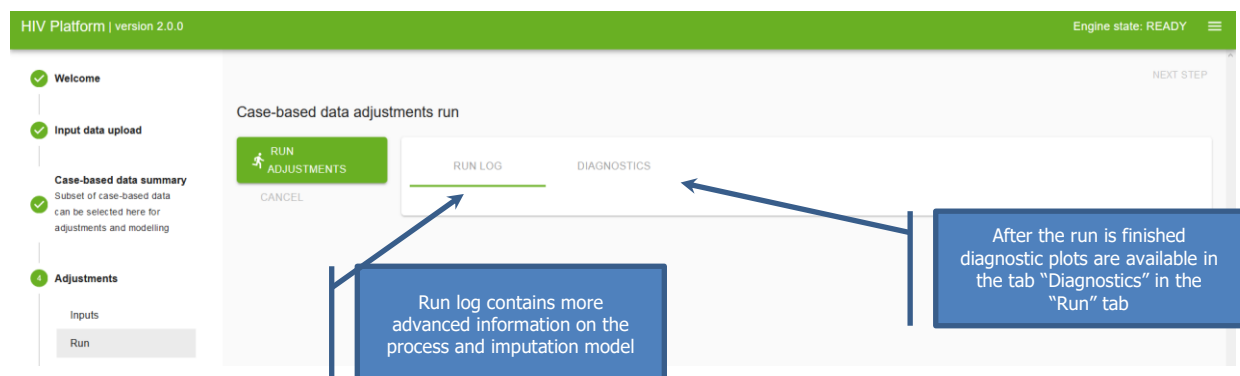 HIV Platform | version 2.0.0
Engine state: READY
Welcome
NEXT STEP
Input data upload
Case-based data summary
Subset of case-based data
can be selected here for
adjustments and modelling
4
Adjustments
Inputs
Run
Case-based data adjustments run
RUN
ADJUSTMENTS
CANCEL
RUN LOG
DIAGNOSTICS
Run log contains more
advanced information on the
process and imputation model
After the run is finished
diagnostic plots are available in
the tab “Diagnostics” in the
“Run” tab